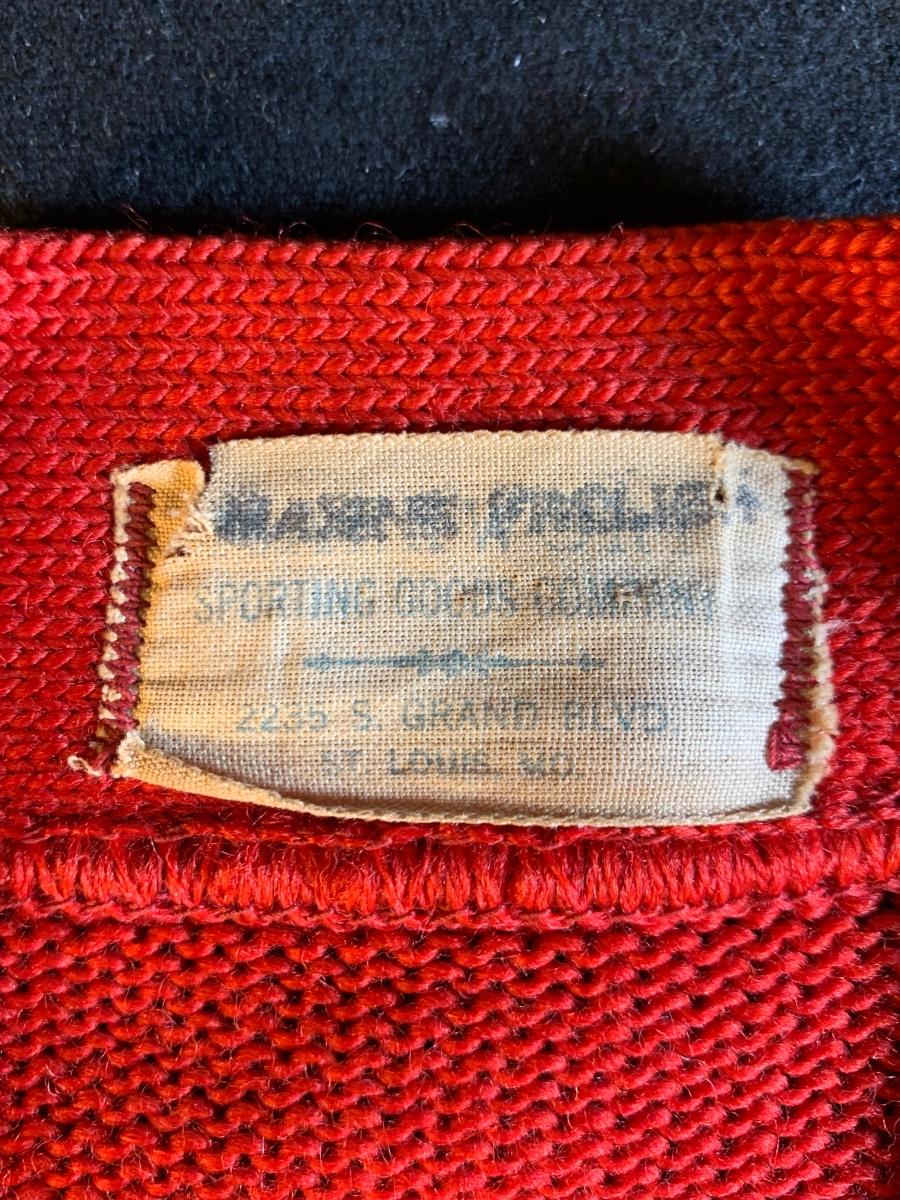 SPORTING GOODS COMPANY
2235 S. GRAND BLVD.
ST. LOUIS, MO.